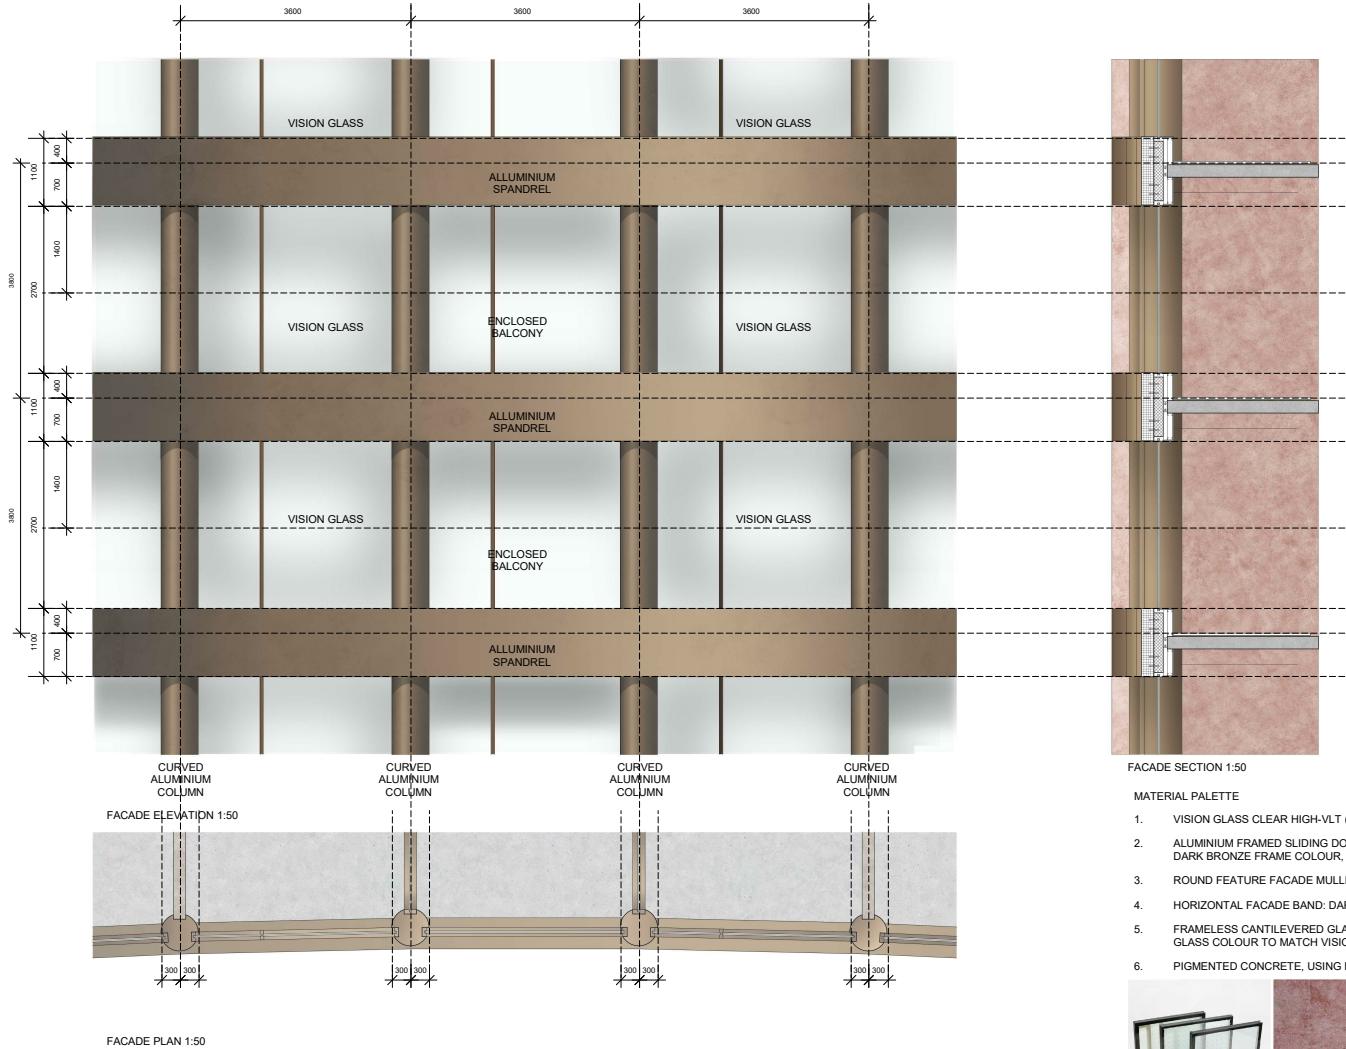 3600
3600
3600
VISION GLASS
VISION GLASS
400
1100
700
ALLUMINIUM
SPANDREL
1400
3800
2700
VISION GLASS
ENCLOSED
BALCONY
VISION GLASS
400
1100
700
ALLUMINIUM
SPANDREL
1400
3800
2700
VISION GLASS
VISION GLASS
ENCLOSED
BALCONY
400
1100
700
ALLUMINIUM
SPANDREL
CURVED
ALUMINIUM
COLUMN
CURVED
ALUMINIUM
COLUMN
CURVED
ALUMINIUM
COLUMN
CURVED
ALUMINIUM
COLUMN
FACADE ELEVATION 1:50
300
300
300
300
300
300
300
300
FACADE PLAN 1:50
FACADE SECTION 1:50
MATERIAL PALETTE
1. VISION GLASS CLEAR HIGH-VLT (
2. ALUMINIUM FRAMED SLIDING DO
DARK BRONZE FRAME COLOUR,
3. ROUND FEATURE FACADE MULL
4. HORIZONTAL FACADE BAND: DA
5. FRAMELESS CANTILEVERED GLA
GLASS COLOUR TO MATCH VISI
6. PIGMENTED CONCRETE, USING